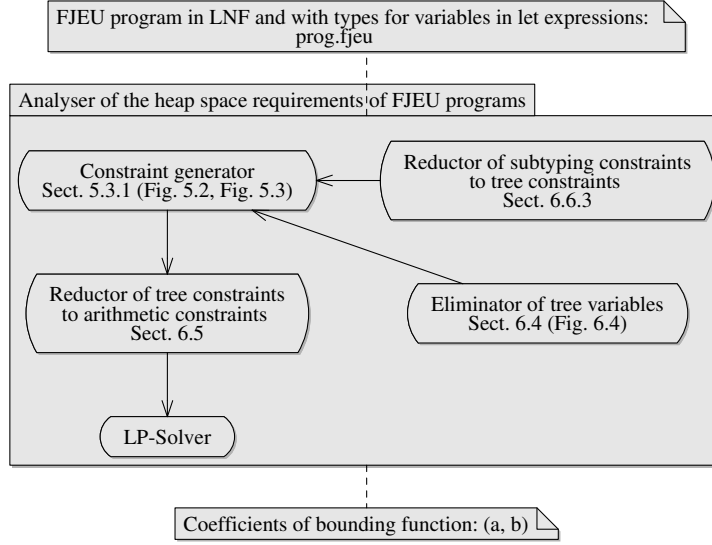 FJEU program in LNF and with types for variables in let expressions:
prog.fjeu
Analyser of the heap space requirements of FJEU programs
Constraint generator
Sect. 5.3.1 (Fig. 5.2, Fig. 5.3)
Reductor of subtyping constraints
to tree constraints
Sect. 6.6.3
Reductor of tree constraints
to arithmetic constraints
Sect. 6.5
Eliminator of tree variables
Sect. 6.4 (Fig. 6.4)
LP-Solver
Coefficients of bounding function: (a, b)